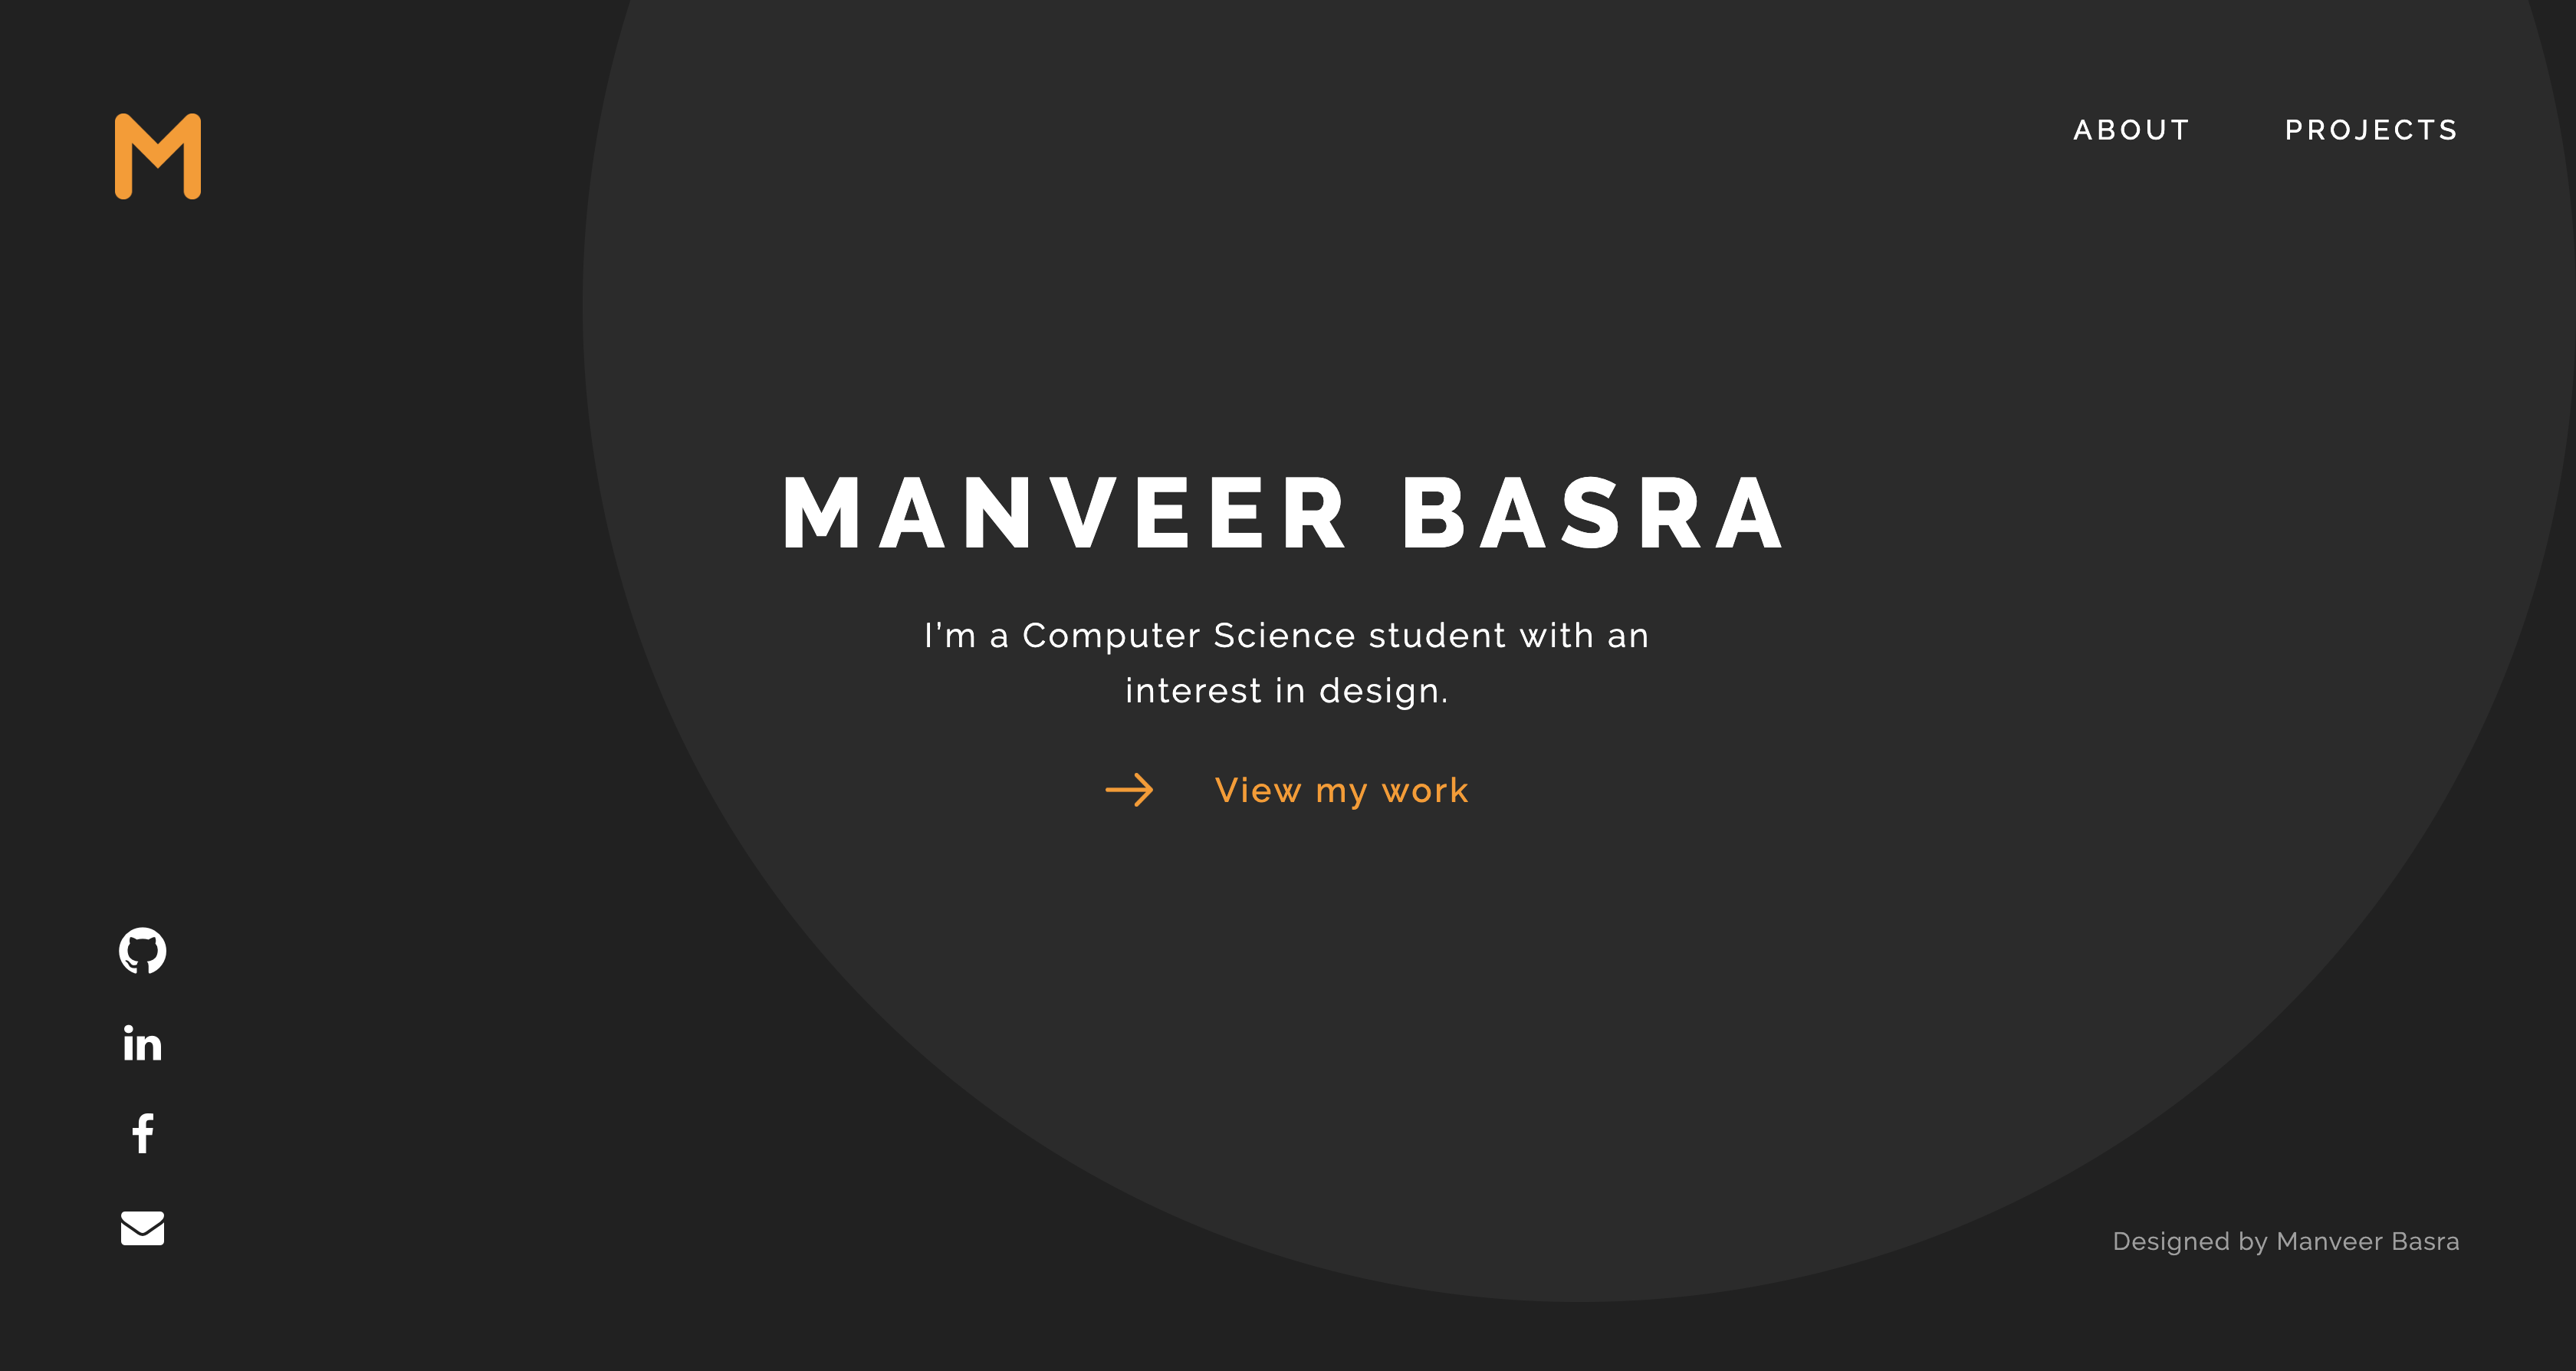 M
ABOUT PROJECTS
MANVEER BASRA
I'm a Computer Science student with an
interest in design.
View my work
in
f
Designed by Manveer Basra